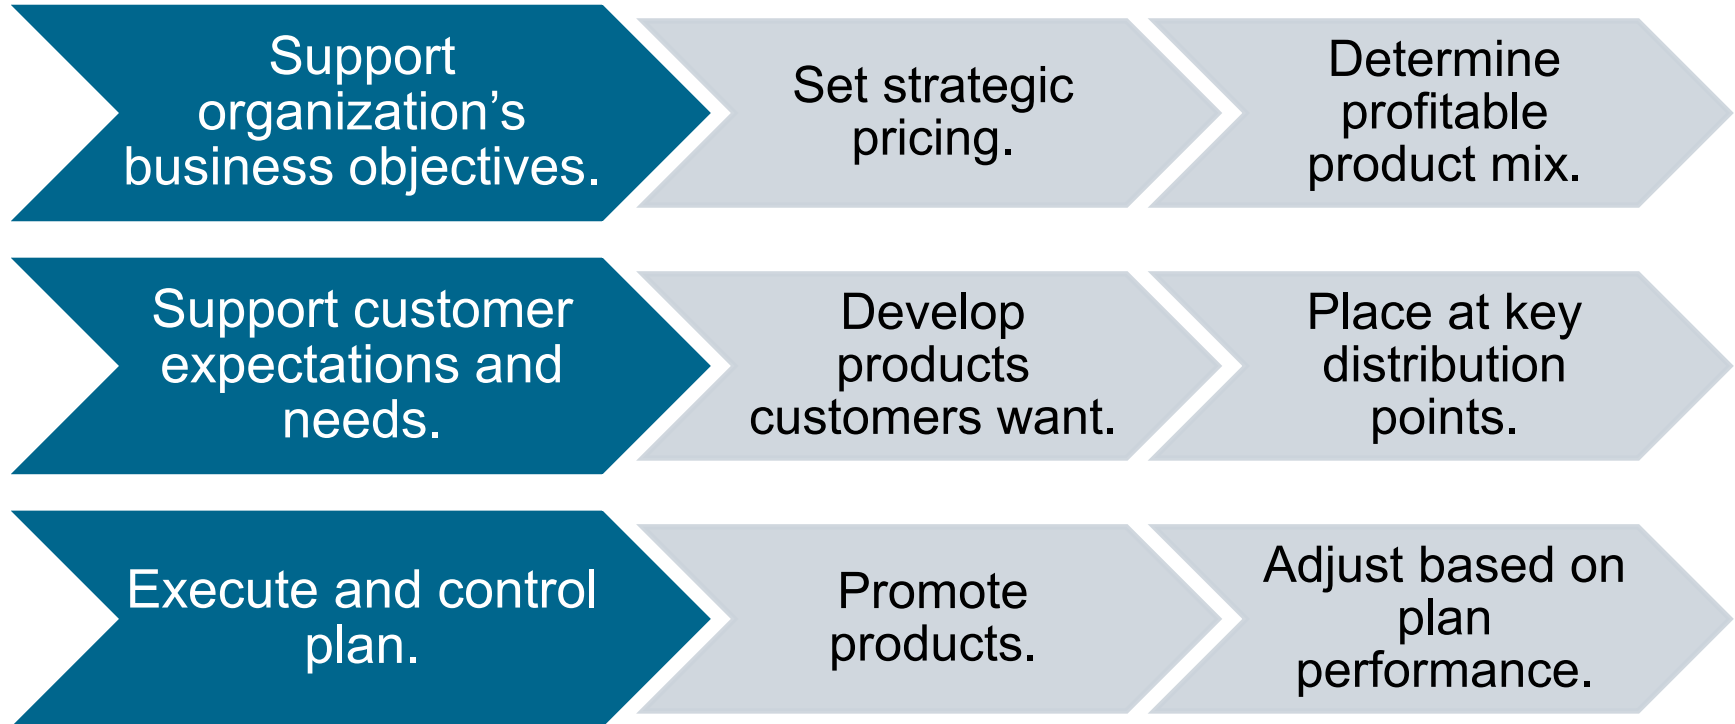 Support
organization’s
business objectives.
Set strategic
pricing.
Determine
profitable
product mix.
Support customer
expectations and
needs.
Develop
products
customers want.
Place at key
distribution
points.
Execute and control
plan.
Promote
products.
Adjust based on
plan
performance.